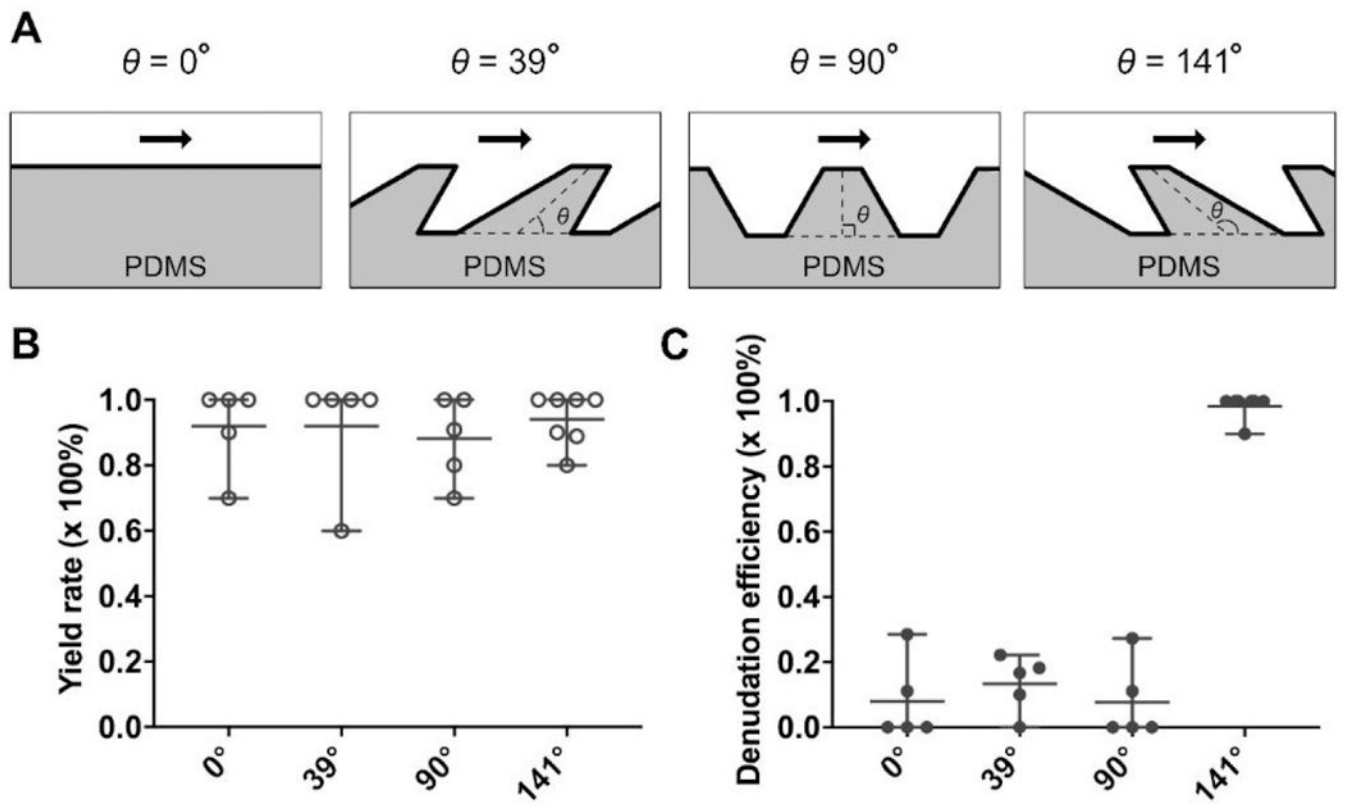 A
θ = 0° θ = 39° θ = 90° θ = 141°
θ θ θ
PDMS PDMS PDMS PDMS
B
Yield rate (x 100%)
1.0
0.8
0.6
0.4
0.2
0.0
0° 39° 90° 141°
C
Denudation efficiency (x 100%)
1.0
0.8
0.6
0.4
0.2
0.0
0° 39° 90° 141°